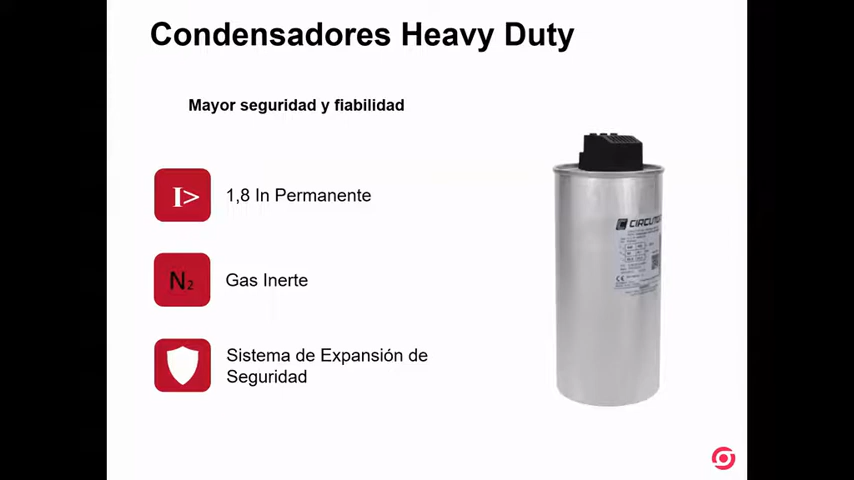 Condensadores Heavy Duty
Mayor seguridad y fiabilidad
I> 1,8 In Permanente
N2 Gas Inerte
Sistema de Expansión de
Seguridad
CIRCUTOR